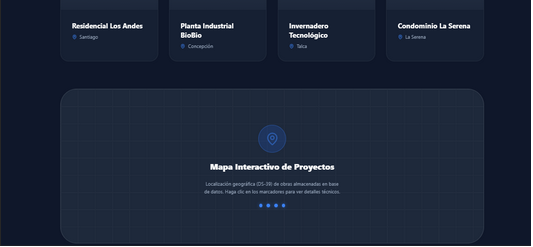 Residencial Los Andes
Santiago
Planta Industrial
BioBío
Concepción
Invernadero
Tecnológico
Talca
Condominio La Serena
La Serena
Mapa Interactivo de Proyectos
Localización geográfica (DS-39) de obras almacenadas en base
de datos. Haga clic en los marcadores para ver detalles técnicos.